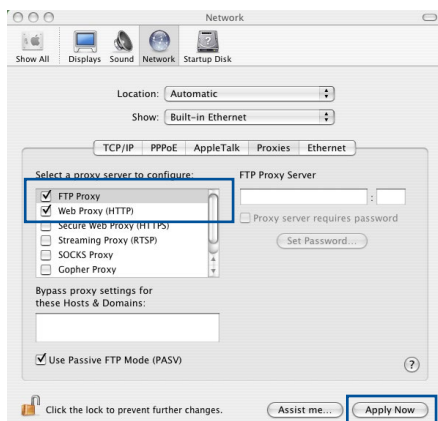 Network
Show All Displays Sound Network Startup Disk
Location: Automatic
Show: Built-in Ethernet
TCP/IP PPPoE AppleTalk Proxies Ethernet
Select a proxy server to configure: FTP Proxy Server
FTP Proxy
:
Web Proxy (HTTP)
Proxy server requires password
Secure Web Proxy (HTTPS)
Streaming Proxy (RTSP)
Set Password...
SOCKS Proxy
Gopher Proxy
Bypass proxy settings for
these Hosts & Domains:
Use Passive FTP Mode (PASV)
?
Click the lock to prevent further changes.
Assist me... Apply Now